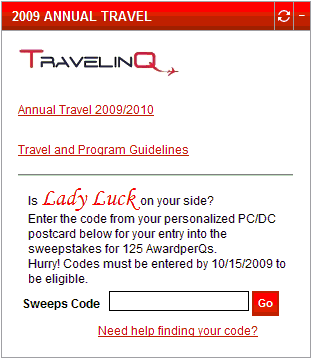 2009 ANNUAL TRAVEL
TRAVELINQ
Annual Travel 2009/2010
Travel and Program Guidelines
Is Lady Luck on your side?
Enter the code from your personalized PC/DC
postcard below for your entry into the
sweepstakes for 125 AwardperQs.
Hurry! Codes must be entered by 10/15/2009 to
be eligible.
Sweeps Code Go
Need help finding your code?